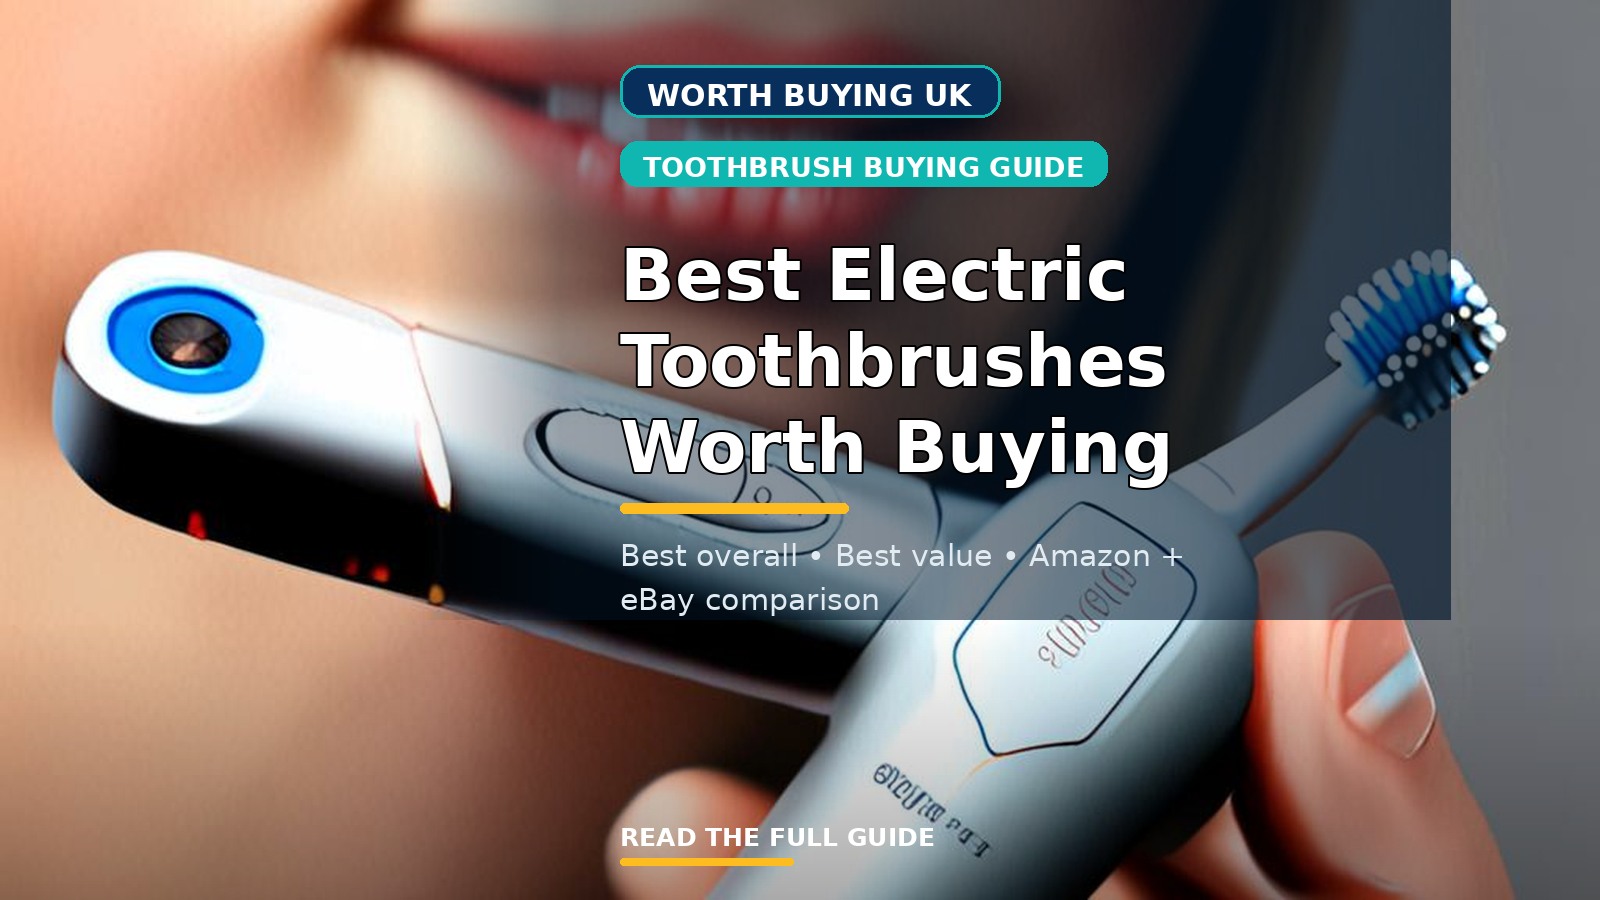 WORTH BUYING UK
TOOTHBRUSH BUYING GUIDE
Best Electric
Toothbrushes
Worth Buying
Best overall • Best value • Amazon +
eBay comparison
READ THE FULL GUIDE